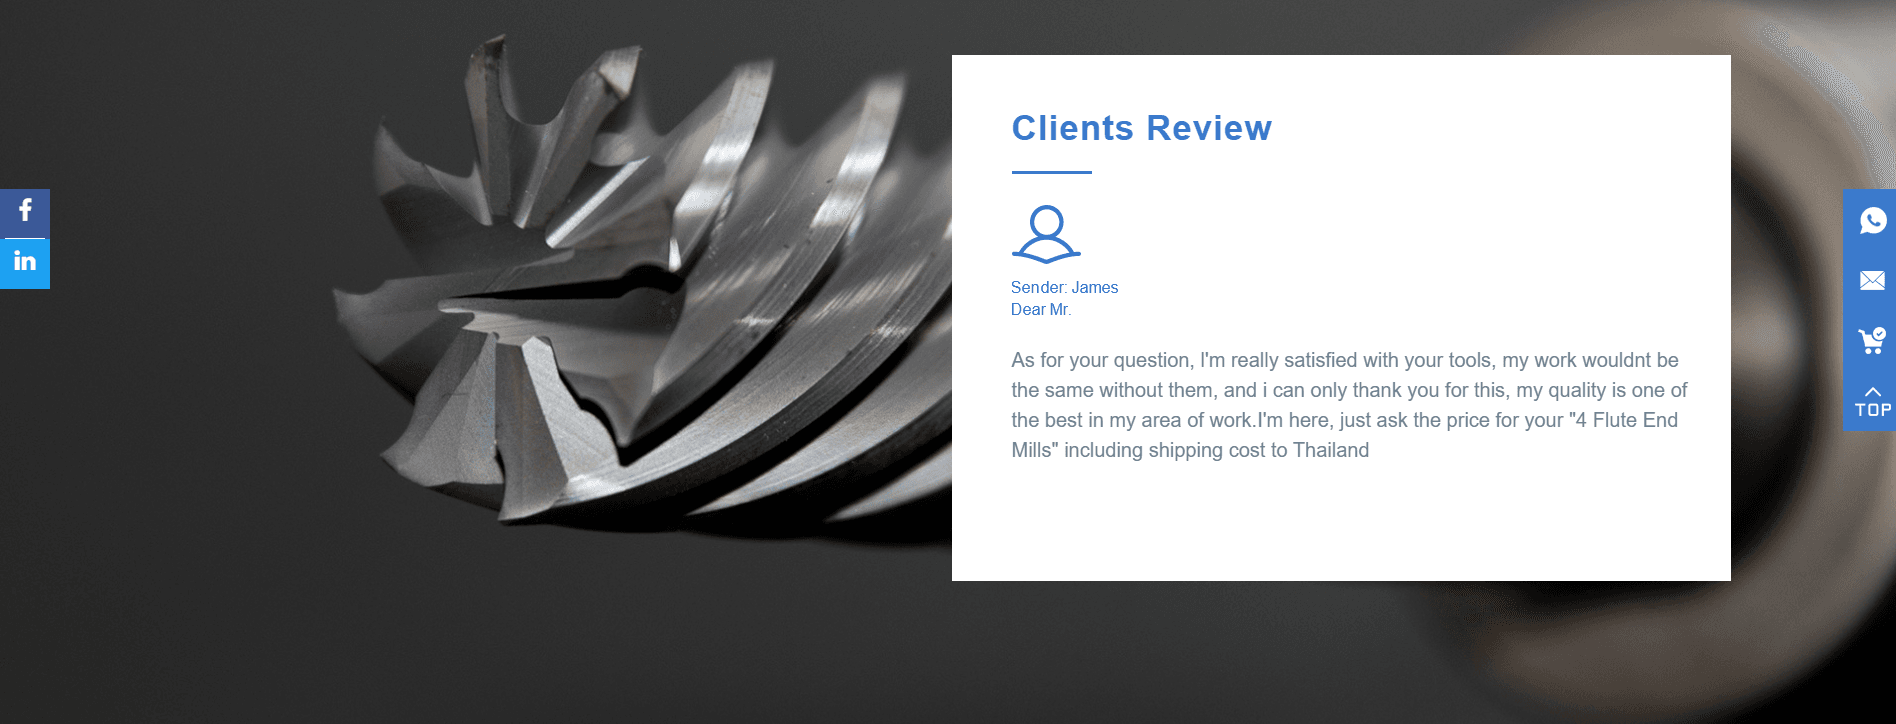 Clients Review
Sender: James
Dear Mr.
As for your question, I'm really satisfied with your tools, my work wouldnt be
the same without them, and i can only thank you for this, my quality is one of
the best in my area of work.I'm here, just ask the price for your "4 Flute End
Mills" including shipping cost to Thailand
f
in
TOP